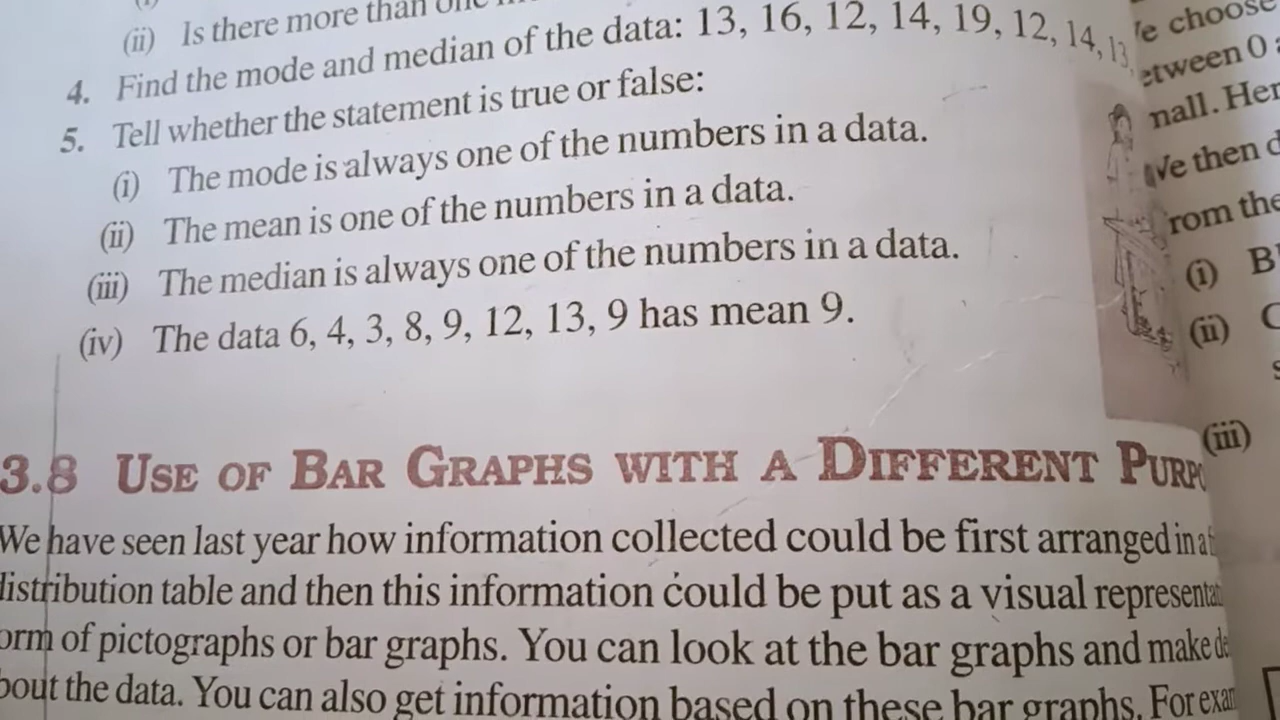 (ii) Is there more than
4. Find the mode and median of the data: 13, 16, 12, 14, 19, 12, 14, 13,
5. Tell whether the statement is true or false:
(i) The mode is always one of the numbers in a data.
(ii) The mean is one of the numbers in a data.
(iii) The median is always one of the numbers in a data.
(iv) The data 6, 4, 3, 8, 9, 12, 13, 9 has mean 9.
3.8 USE OF BAR GRAPHS WITH A DIFFERENT PURPO
We have seen last year how information collected could be first arranged in a f
distribution table and then this information could be put as a visual representat
orm of pictographs or bar graphs. You can look at the bar graphs and make de
bout the data. You can also get information based on these bar graphs. For exam
e choose
etween 0
nall. Her
We then d
rom the
(i) B
(ii) C
(iii)